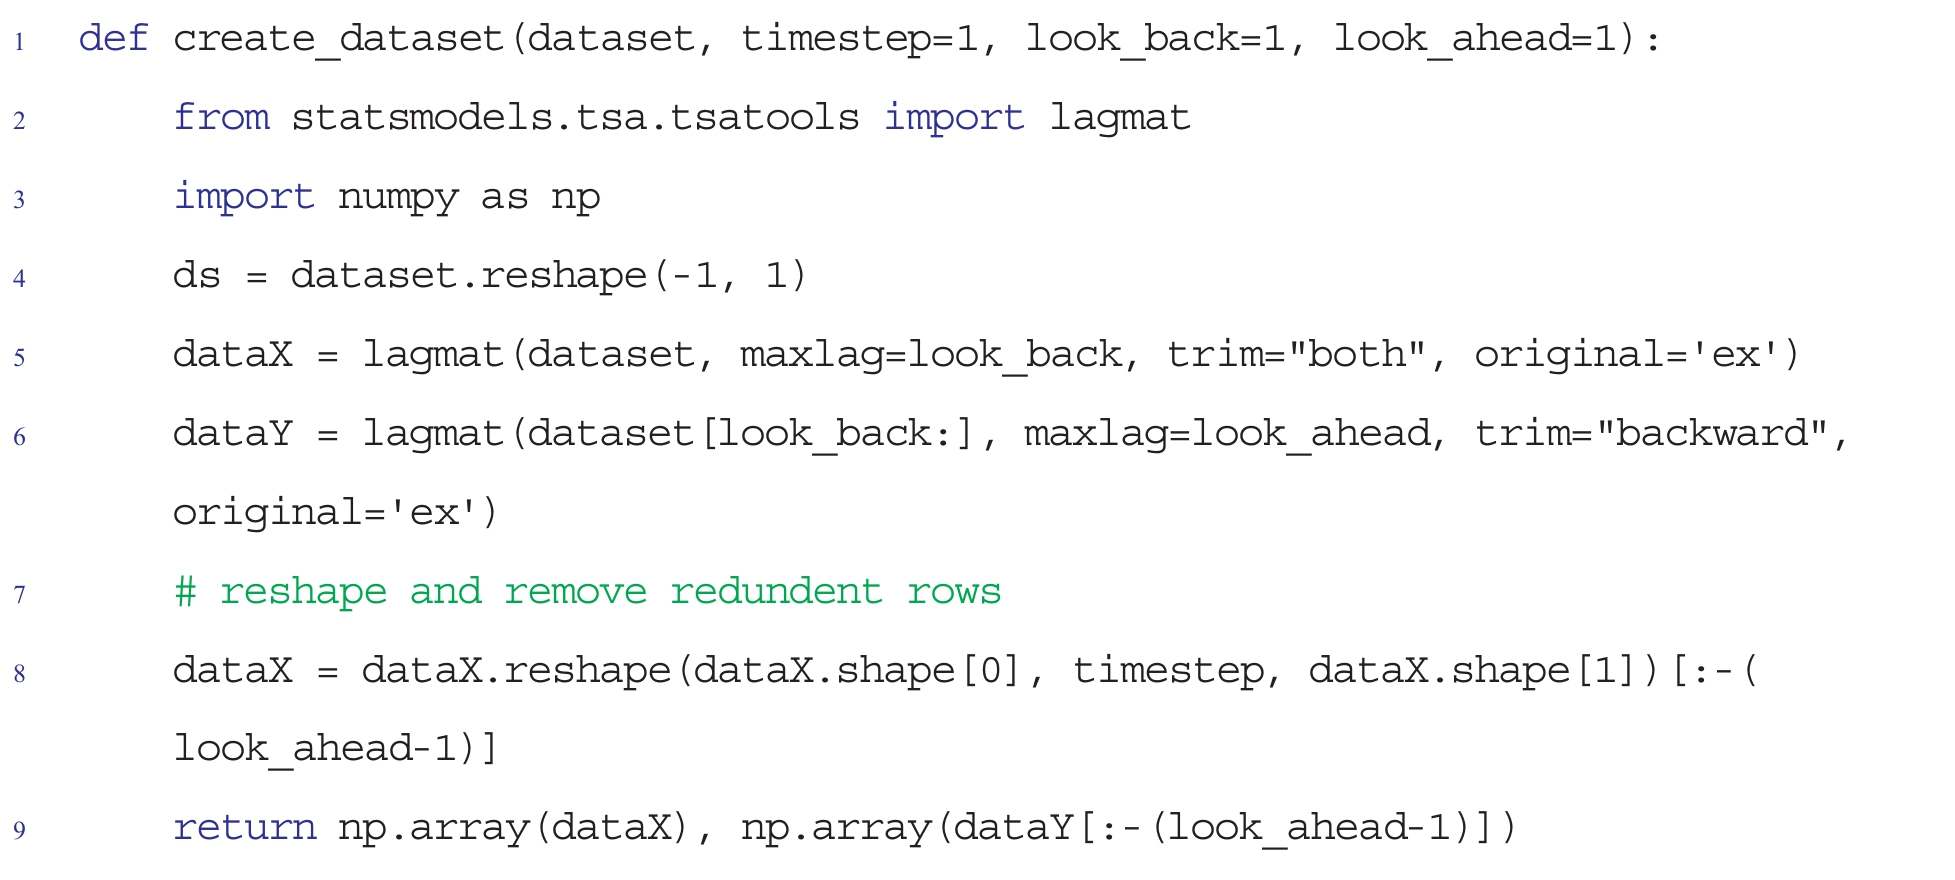 1 def create_dataset(dataset, timestep=1, look_back=1, look_ahead=1):
2 from statsmodels.tsa.tsatools import lagmat
3 import numpy as np
4 ds = dataset.reshape(-1, 1)
5 dataX = lagmat(dataset, maxlag=look_back, trim="both", original='ex')
6 dataY = lagmat(dataset[look_back:], maxlag=look_ahead, trim="backward",
original='ex')
7 # reshape and remove redundent rows
8 dataX = dataX.reshape(dataX.shape[0], timestep, dataX.shape[1])[:-(
look_ahead-1)]
9 return np.array(dataX), np.array(dataY[:-(look_ahead-1)])